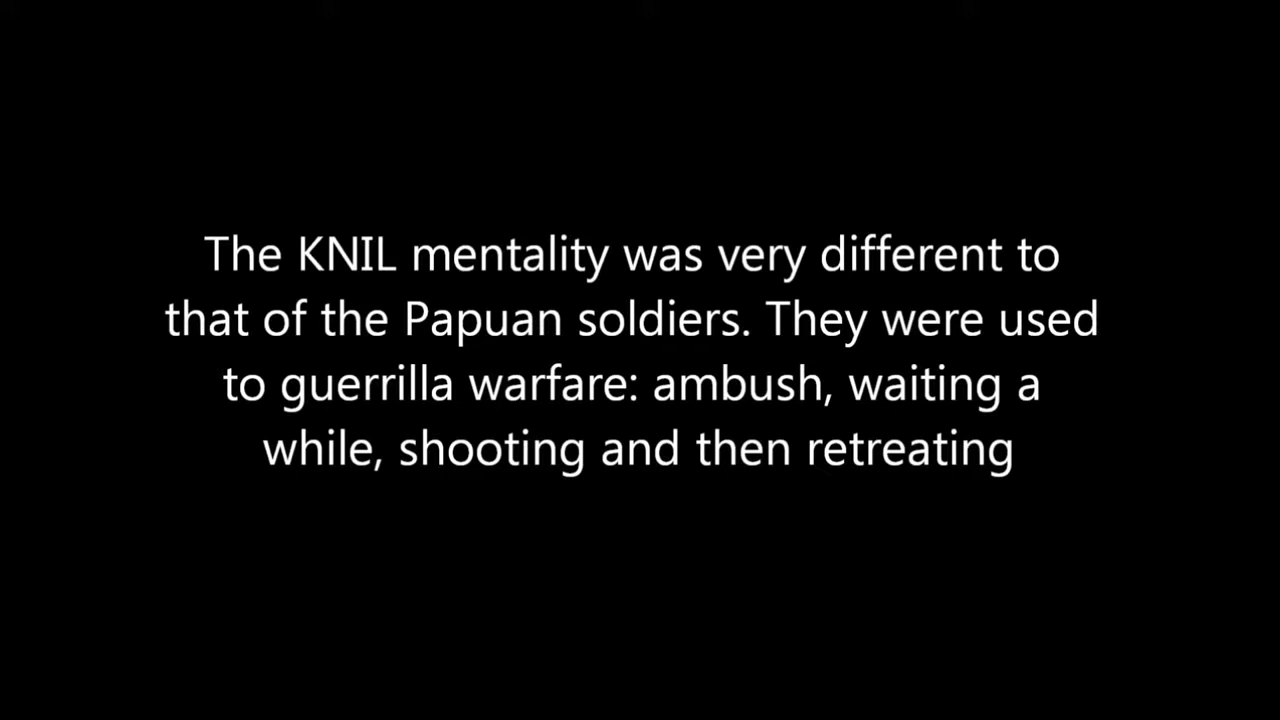 The KNIL mentality was very different to
that of the Papuan soldiers. They were used
to guerrilla warfare: ambush, waiting a
while, shooting and then retreating